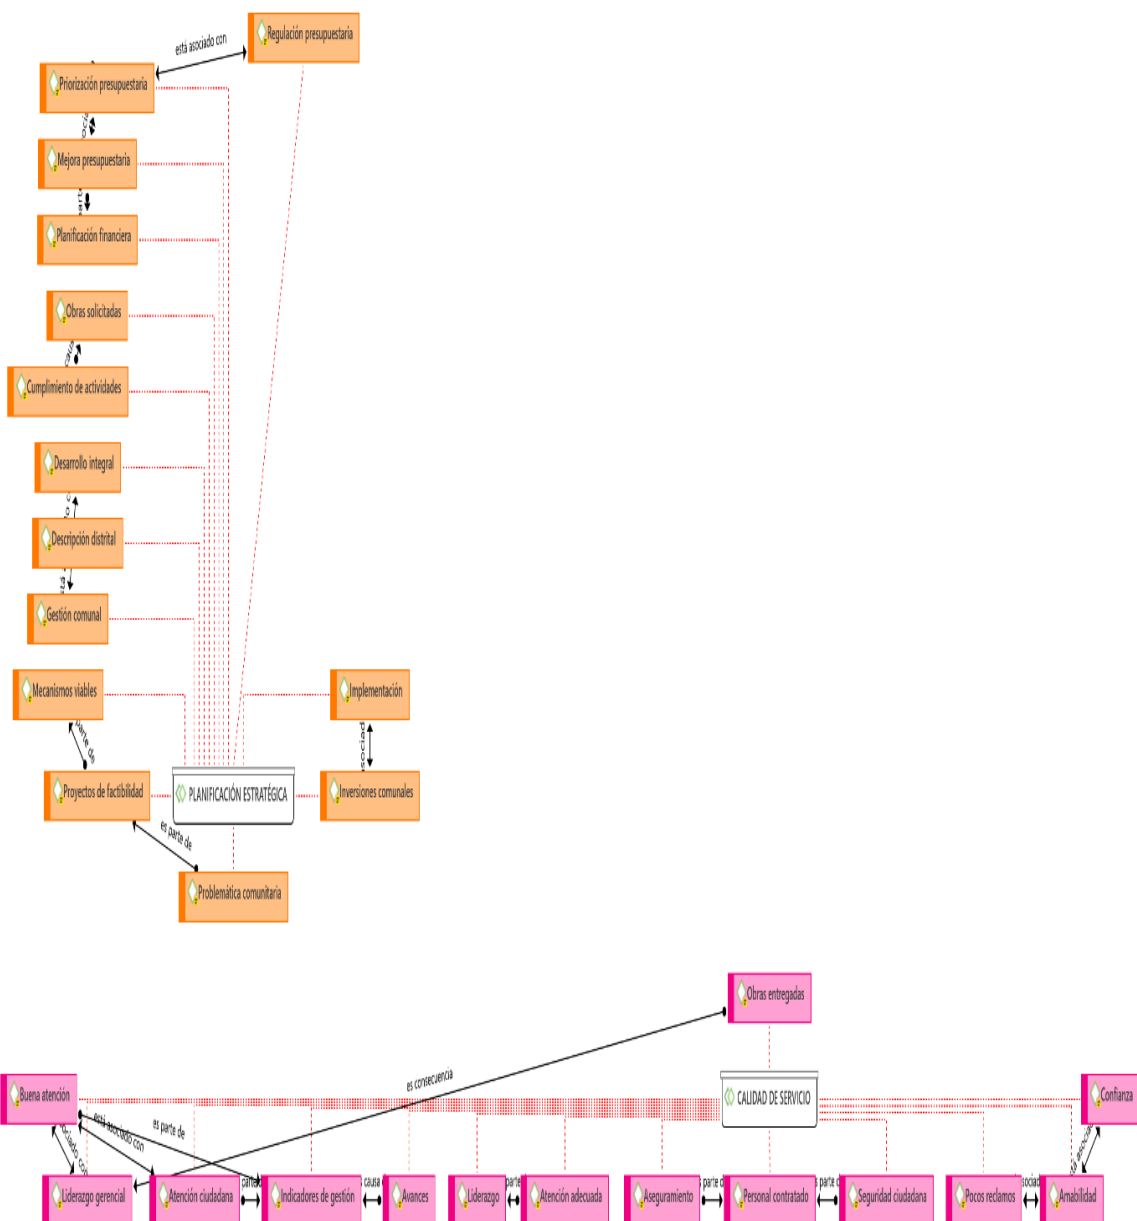 Regulación presupuestaria
está asociado con
Priorización presupuestaria
Mejora presupuestaria
Planificación financiera
Obras solicitadas
Cumplimiento de actividades
Desarrollo integral
Descripción distrital
Gestión comunal
Mecanismos viables
Implementación
parte de
Proyectos de factibilidad
PLANIFICACIÓN ESTRATÉGICA
Inversiones comunales
es parte de
Problemática comunitaria
Obras entregadas
es consecuencia
Buena atención
CALIDAD DE SERVICIO
Confianza
está asociado con
es parte de
Liderazgo gerencial
Atención ciudadana
Indicadores de gestión
Avances
Liderazgo
Atención adecuada
Aseguramiento
Personal contratado
Seguridad ciudadana
Pocos reclamos
Amabilidad